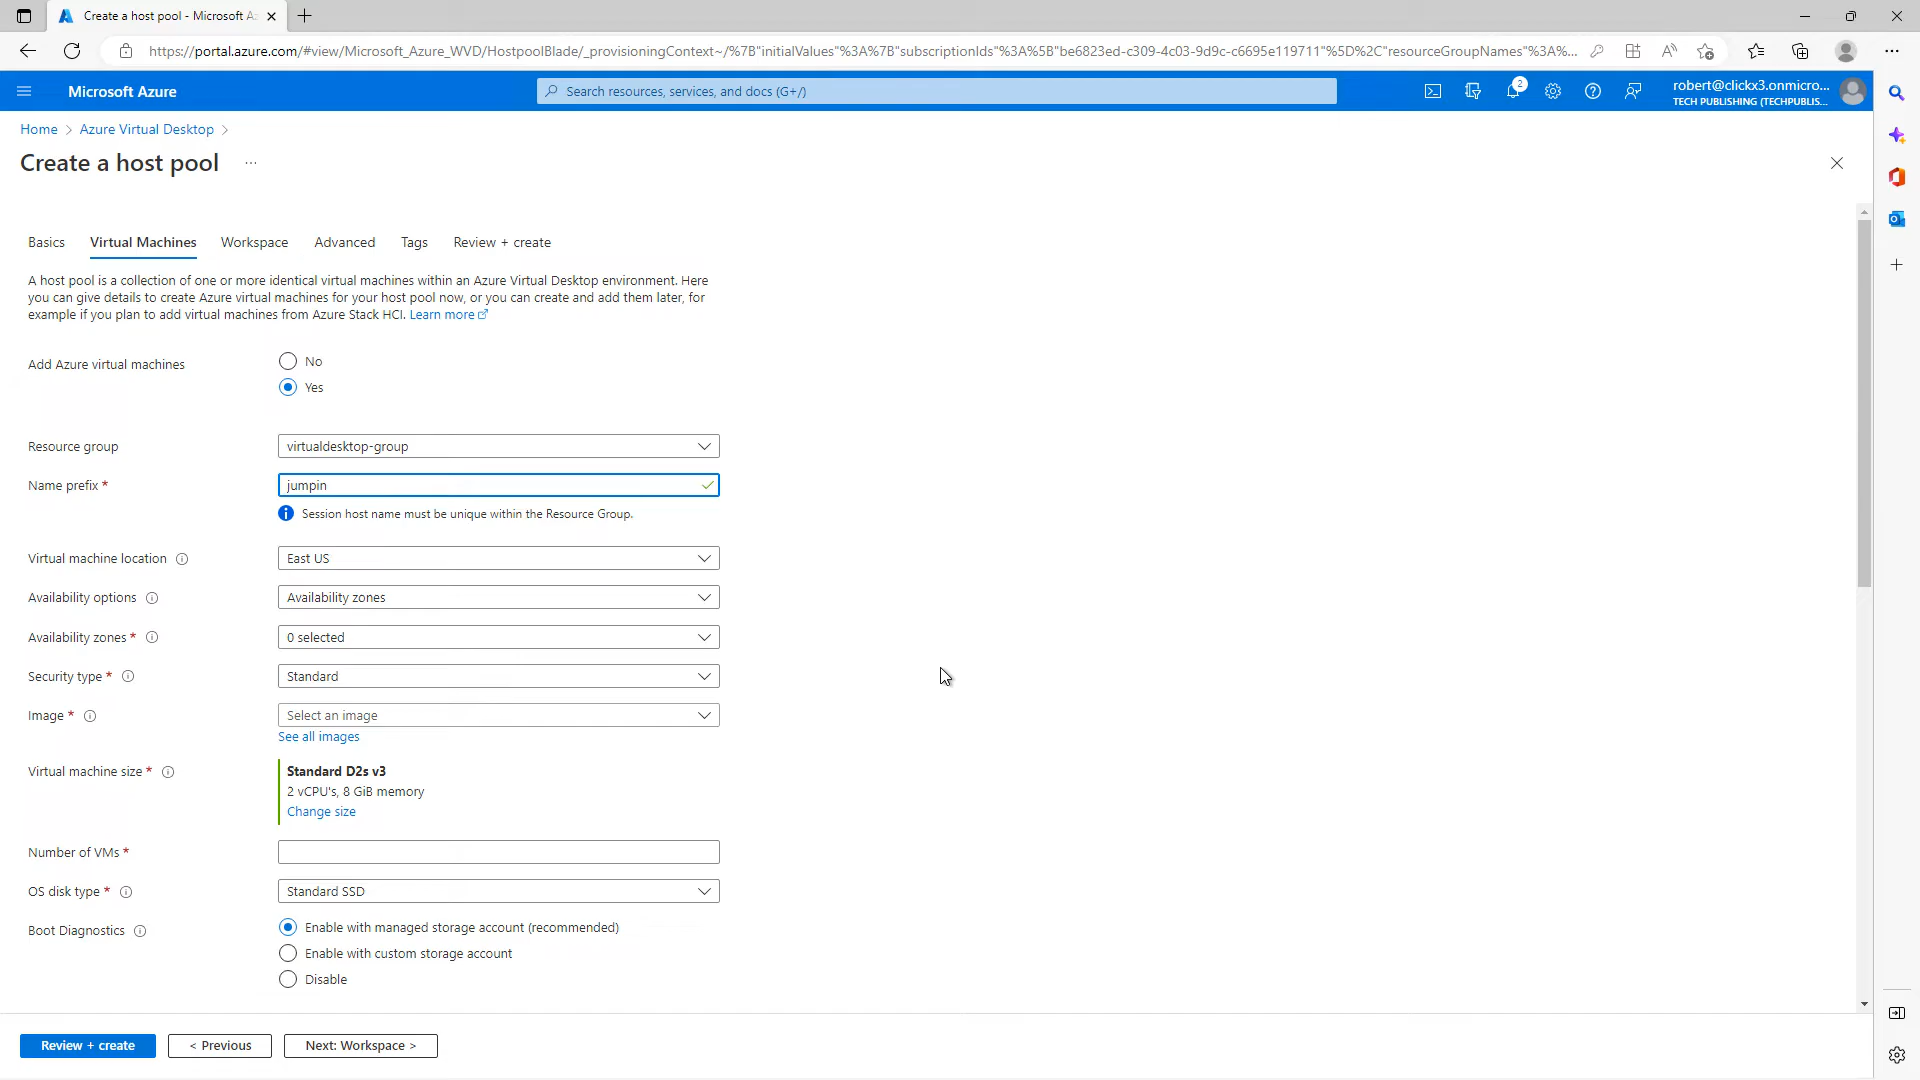 Create a host pool - Microsoft Az
https://portal.azure.com/#view/Microsoft_Azure_WVD/HostpoolBlade/_provisioningContext~/%7B"initialValues"%3A%7B"subscriptionIds"%3A%5B"be6823ed-c309-4c03-9d9c-c6695e119711"%5D%2C"resourceGroupNames"%3A%...
Microsoft Azure
Search resources, services, and docs (G+/)
2
robert@clickx3.onmicro...
TECH PUBLISHING (TECHPUBLIS...
Home > Azure Virtual Desktop >
Create a host pool ...
Basics Virtual Machines Workspace Advanced Tags Review + create
A host pool is a collection of one or more identical virtual machines within an Azure Virtual Desktop environment. Here
you can give details to create Azure virtual machines for your host pool now, or you can create and add them later, for
example if you plan to add virtual machines from Azure Stack HCI. Learn more
Add Azure virtual machines
No
Yes
Resource group
virtualdesktop-group
Name prefix *
jumpin
Session host name must be unique within the Resource Group.
Virtual machine location
East US
Availability options
Availability zones
Availability zones *
0 selected
Security type *
Standard
Image *
Select an image
See all images
Virtual machine size *
Standard D2s v3
2 vCPU's, 8 GiB memory
Change size
Number of VMs *
OS disk type *
Standard SSD
Boot Diagnostics
Enable with managed storage account (recommended)
Enable with custom storage account
Disable
Review + create
< Previous
Next: Workspace >